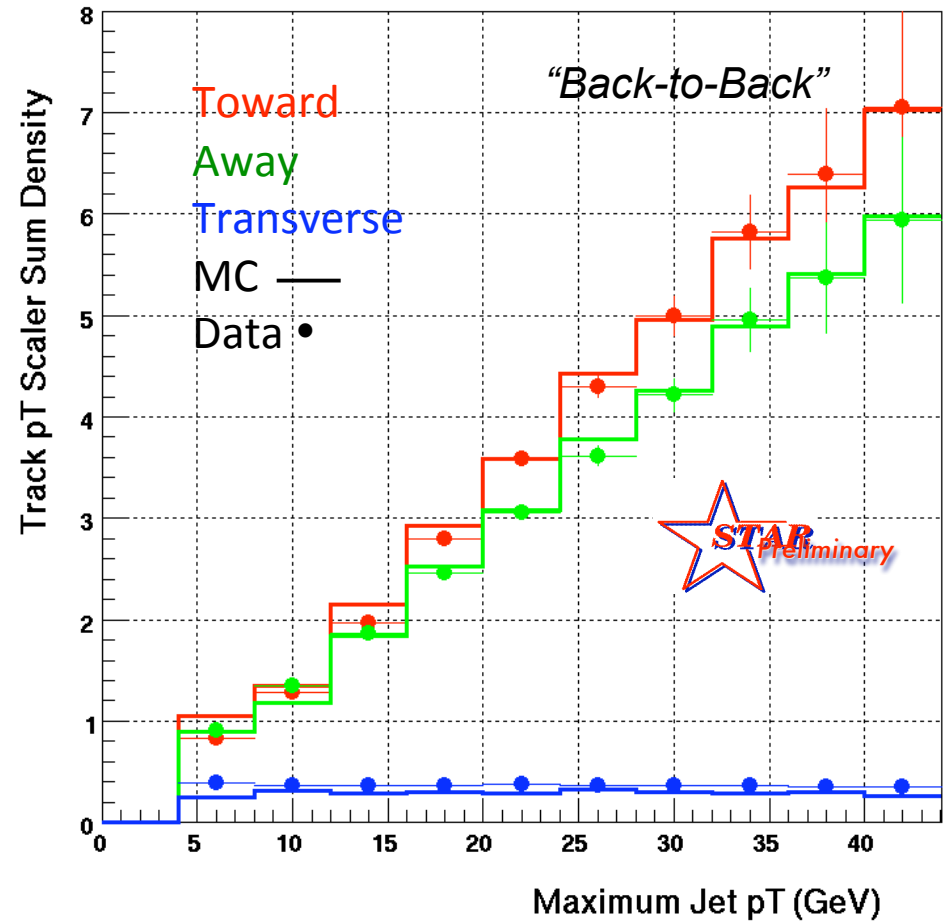 Track pT Scaler Sum Density
8
7
6
5
4
3
2
1
0
“Back-to-Back”
Toward
Away
Transverse
MC —
Data •
STAR
Preliminary
0 5 10 15 20 25 30 35 40
Maximum Jet pT (GeV)